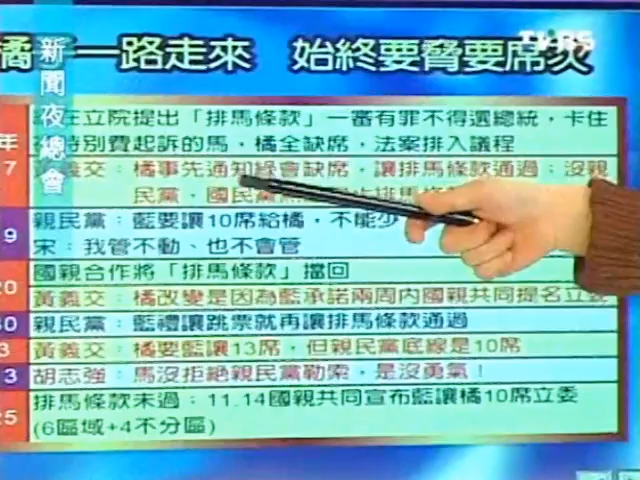 橘 一路走來 始終要脅要席次
TVBS
新聞夜總會
在立院提出「排馬條款」一審有罪不得選總統，卡住
年
特別費起訴的馬，橘全缺席，法案排入議程
7
義交：橘事先通知綠會缺席，讓排馬條款通過；沒親
民黨，國民黨 排馬
9
親民黨：藍要讓10席給橘，不能少
宋：我管不動、也不會管
20
國親合作將「排馬條款」擋回
黃義交：橘改變是因為藍承諾兩周內國親共同提名立委
30
親民黨：藍禮讓跳票就再讓排馬條款通過
3
黃義交：橘要藍讓13席，但親民黨底線是10席
3
胡志強：馬沒拒絕親民黨勒索，是沒勇氣！
25
排馬條款未過：11.14國親共同宣布藍讓橘10席立委
(6區域+4不分區)